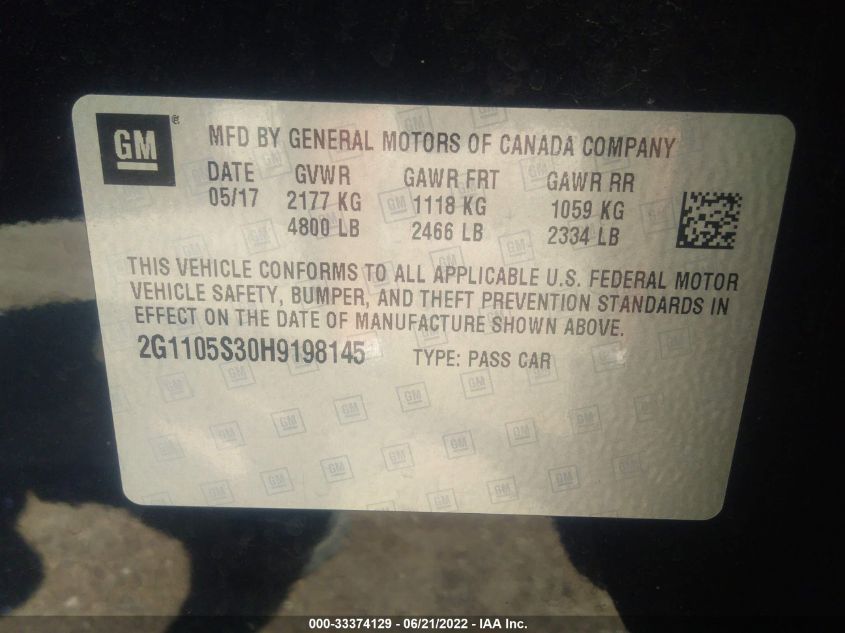 GM®
MFD BY GENERAL MOTORS OF CANADA COMPANY
DATE GVWR GAWR FRT GAWR RR
05/17 2177 KG 1118 KG 1059 KG
4800 LB 2466 LB 2334 LB
THIS VEHICLE CONFORMS TO ALL APPLICABLE U.S. FEDERAL MOTOR
VEHICLE SAFETY, BUMPER, AND THEFT PREVENTION STANDARDS IN
EFFECT ON THE DATE OF MANUFACTURE SHOWN ABOVE.
2G1105S30H9198145 TYPE: PASS CAR
000-33374129 - 06/21/2022 - IAA Inc.